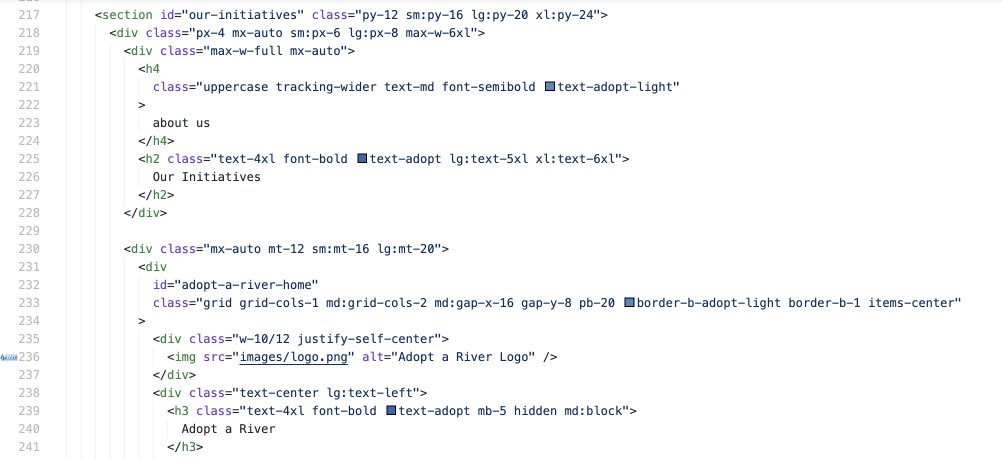 217 <section id="our-initiatives" class="py-12 sm:py-16 lg:py-20 xl:py-24">
218 <div class="px-4 mx-auto sm:px-6 lg:px-8 max-w-6xl">
219 <div class="max-w-full mx-auto">
220 <h4
221 class="uppercase tracking-wider text-md font-semibold text-adopt-light"
222 >
223 about us
224 </h4>
225 <h2 class="text-4xl font-bold text-adopt lg:text-5xl xl:text-6xl">
226 Our Initiatives
227 </h2>
228 </div>
229
230 <div class="mx-auto mt-12 sm:mt-16 lg:mt-20">
231 <div
232 id="adopt-a-river-home"
233 class="grid grid-cols-1 md:grid-cols-2 md:gap-x-16 gap-y-8 pb-20 border-b-adopt-light border-b-1 items-center"
234 >
235 <div class="w-10/12 justify-self-center">
236 <img src="images/logo.png" alt="Adopt a River Logo" />
237 </div>
238 <div class="text-center lg:text-left">
239 <h3 class="text-4xl font-bold text-adopt mb-5 hidden md:block">
240 Adopt a River
241 </h3>